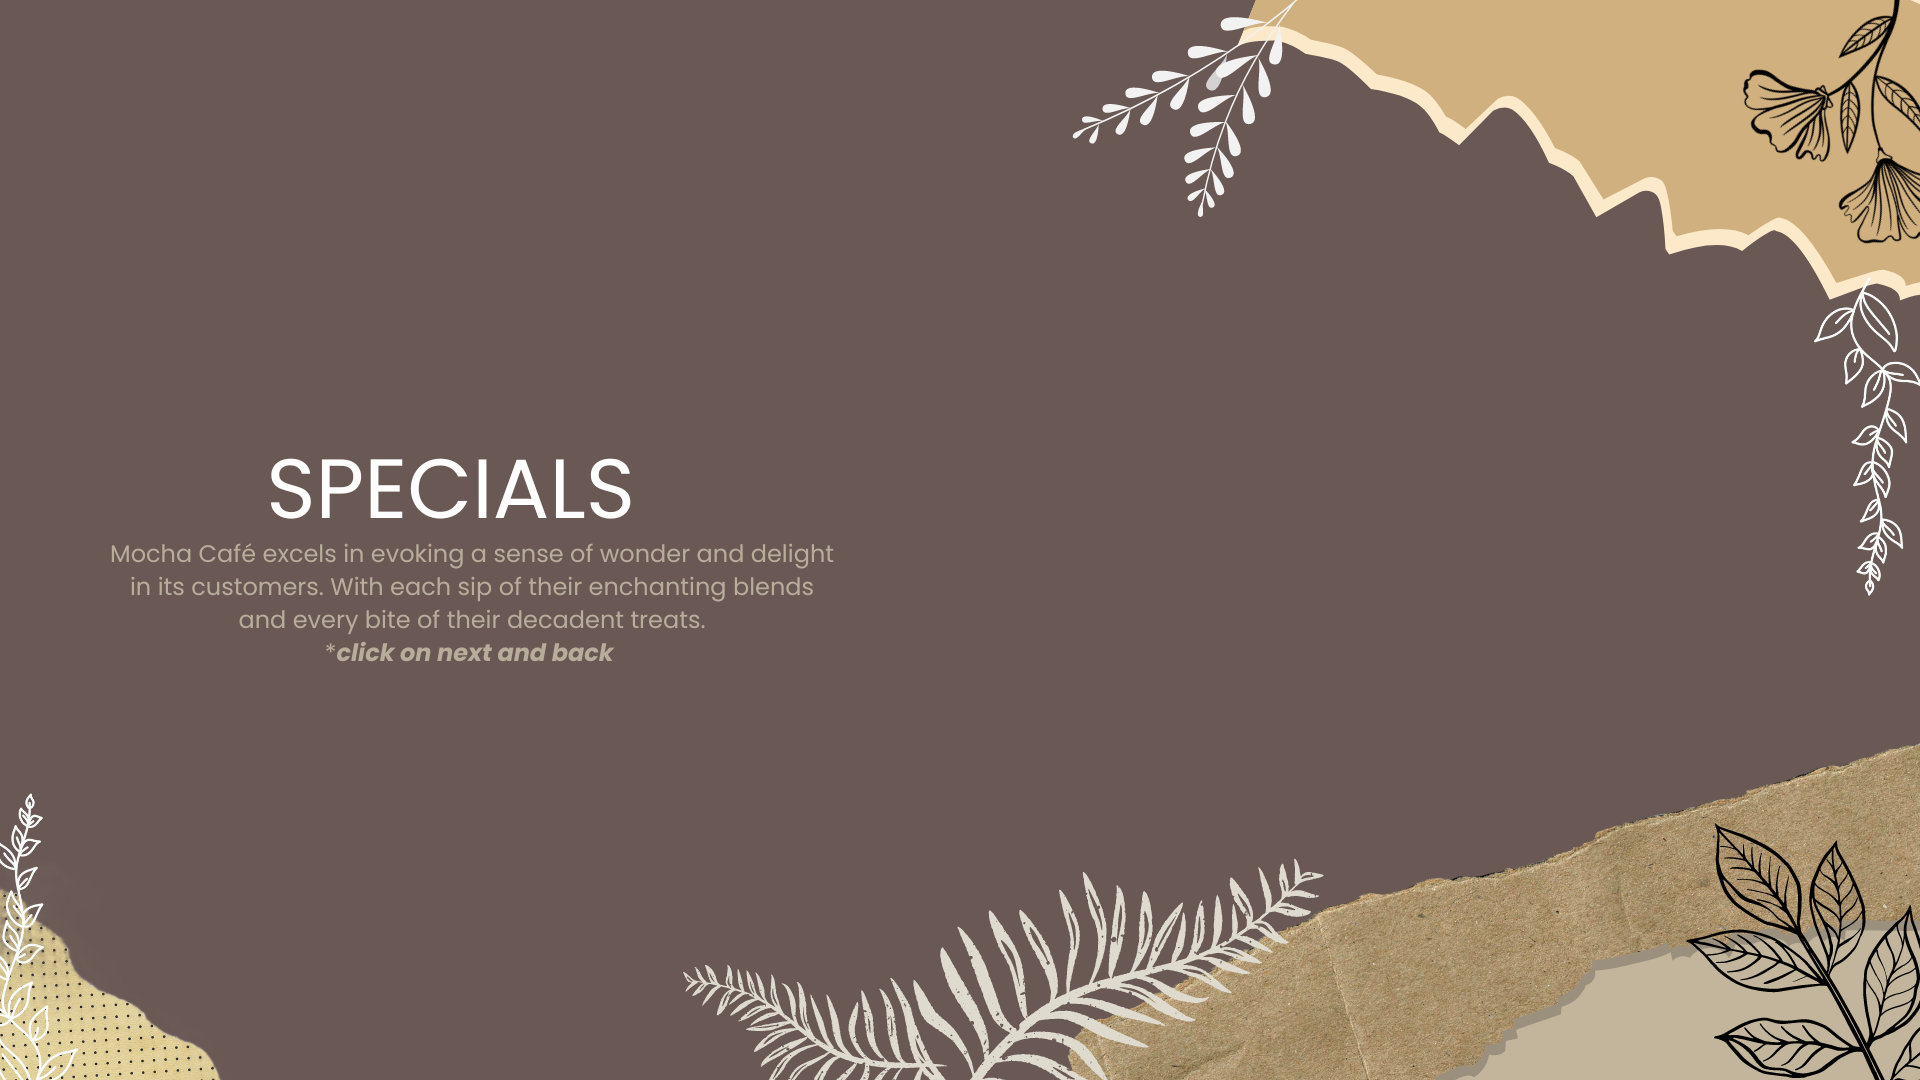 SPECIALS
Mocha Café excels in evoking a sense of wonder and delight
in its customers. With each sip of their enchanting blends
and every bite of their decadent treats.
*click on next and back